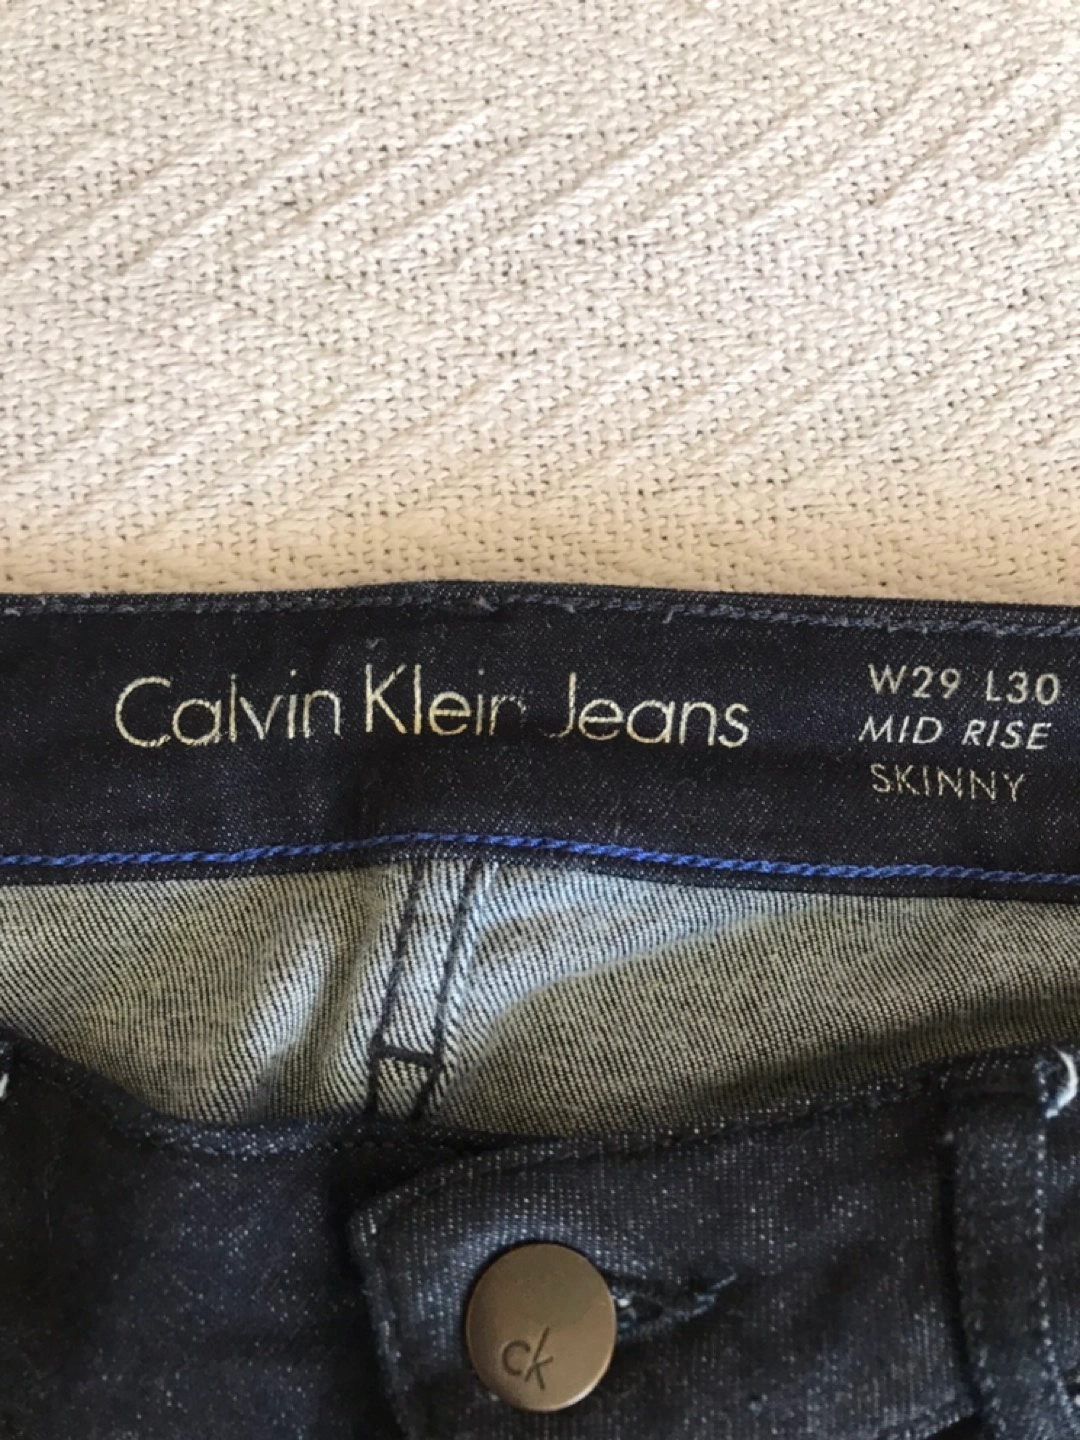 Calvin Klein Jeans
W29 L30
MID RISE
SKINNY
ck